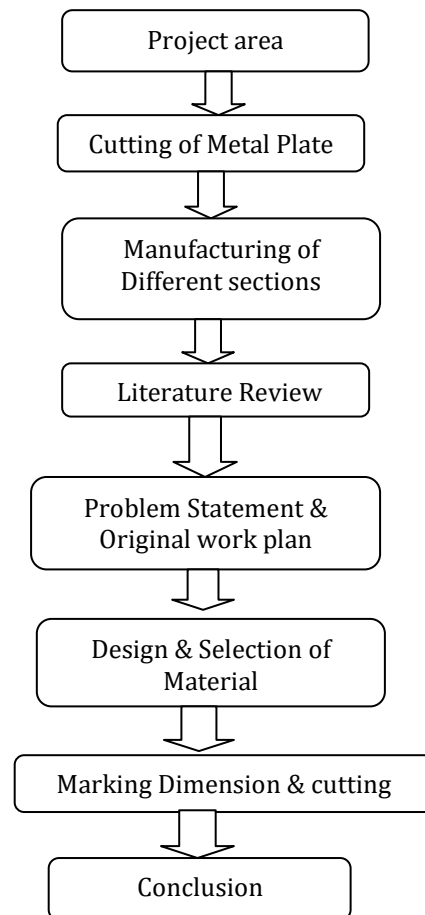 Project area
Cutting of Metal Plate
Manufacturing of
Different sections
Literature Review
Problem Statement &
Original work plan
Design & Selection of
Material
Marking Dimension & cutting
Conclusion